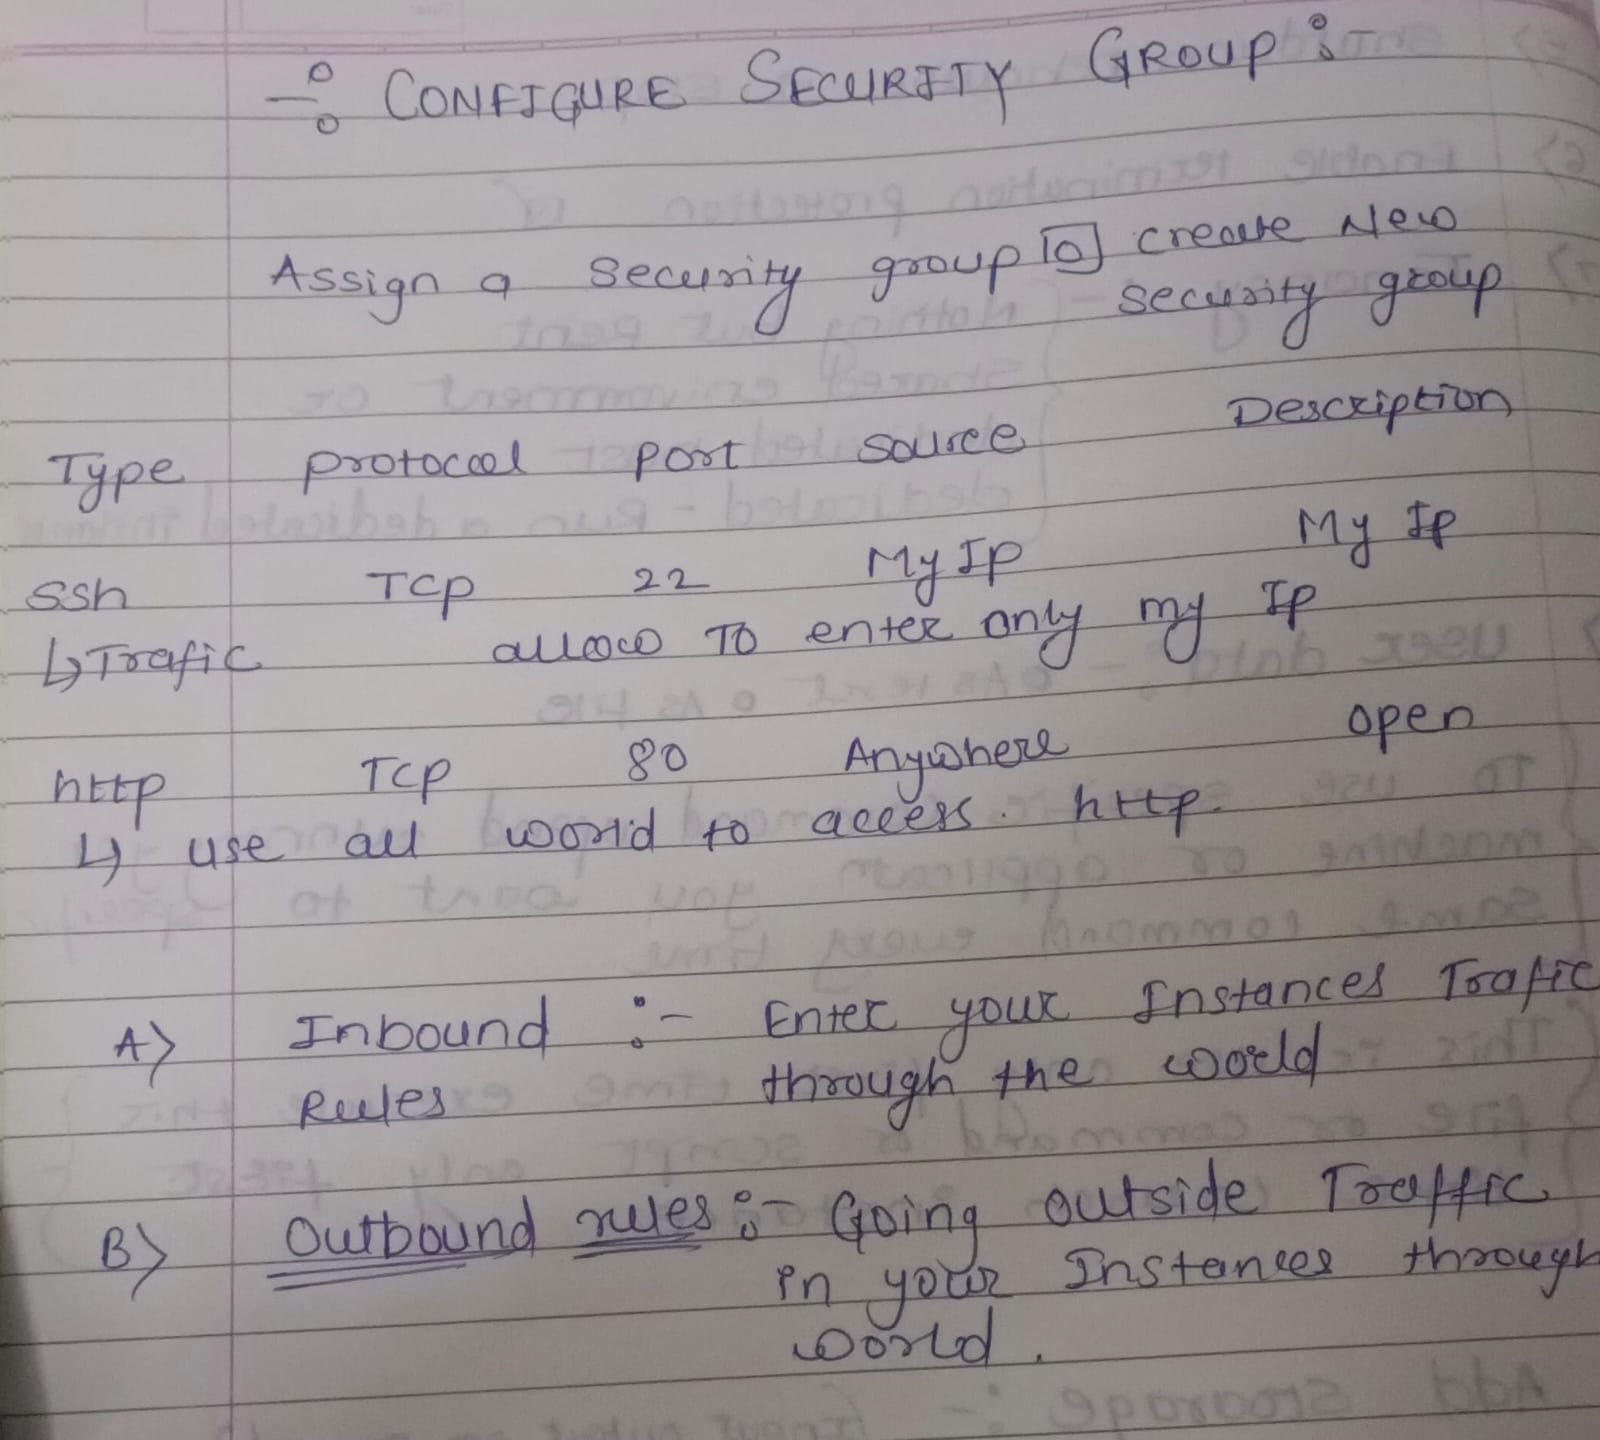 ÷ CONFIGURE SECURITY GROUP :-
Assign a security group [o] create New
security group
Type protocol port source Description
ssh TCP 22 My Ip My Ip
↳ Trafic allow To enter only my Ip
http TCP 80 Anywhere open
↳ use all world to access. http.
A) Inbound :- Enter your Instances Trafic
Rules through the world
B) Outbound rules :- Going outside Traffic
in your Instances through
world.